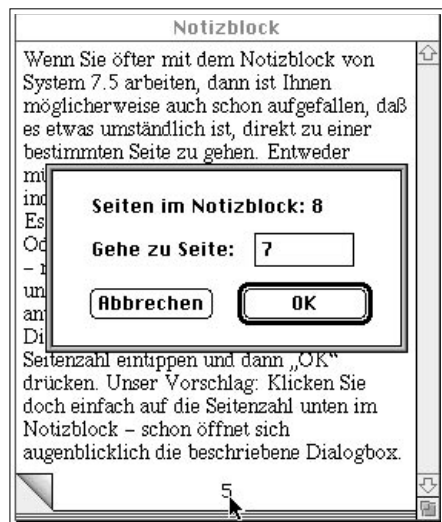 Notizblock
Wenn Sie öfter mit dem Notizblock von
System 7.5 arbeiten, dann ist Ihnen
möglicherweise auch schon aufgefallen, daß
es etwas umständlich ist, direkt zu einer
bestimmten Seite zu gehen. Entweder
Seiten im Notizblock: 8
Gehe zu Seite: 7
Abbrechen OK
Seitenzahl eintippen und dann „OK“
drücken. Unser Vorschlag: Klicken Sie
doch einfach auf die Seitenzahl unten im
Notizblock – schon öffnet sich
augenblicklich die beschriebene Dialogbox.
5